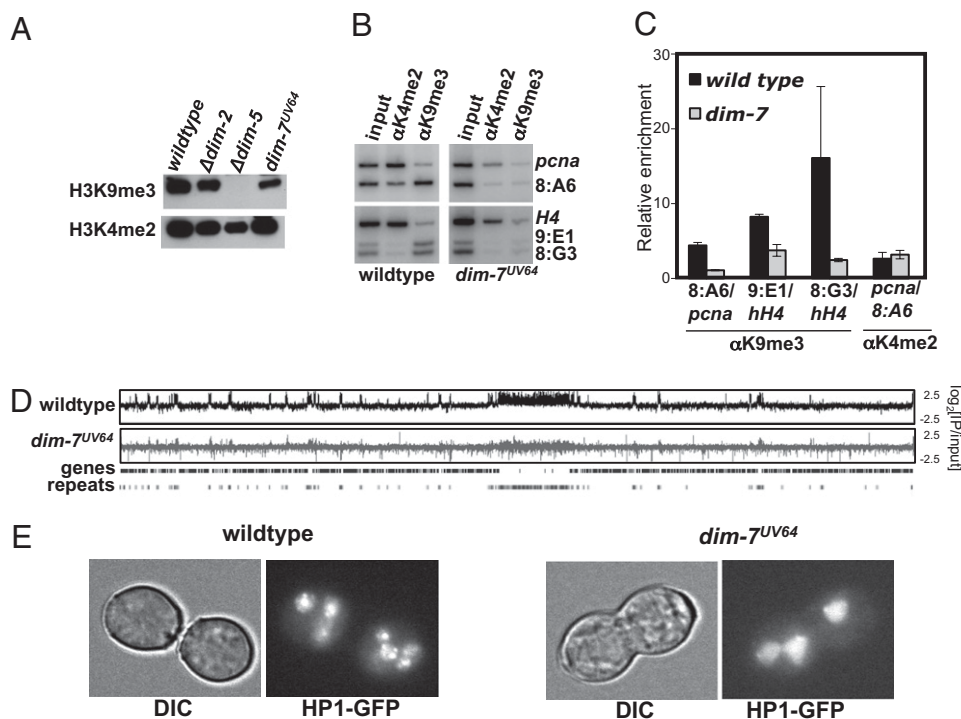 A
wildtype
Δdim-2
Δdim-5
dim-7UV64
H3K9me3
H3K4me2
B
input
αK4me2
αK9me3
input
αK4me2
αK9me3
pcna
8:A6
H4
9:E1
8:G3
wildtype
dim-7UV64
C
30
20
10
0
Relative enrichment
wild type
dim-7
8:A6/
pcna
9:E1/
hH4
8:G3/
hH4
pcna/
8:A6
αK9me3
αK4me2
D
wildtype
2.5
-2.5
dim-7UV64
2.5
-2.5
log2[IP/input]
genes
repeats
E
wildtype
dim-7UV64
DIC
HP1-GFP
DIC
HP1-GFP